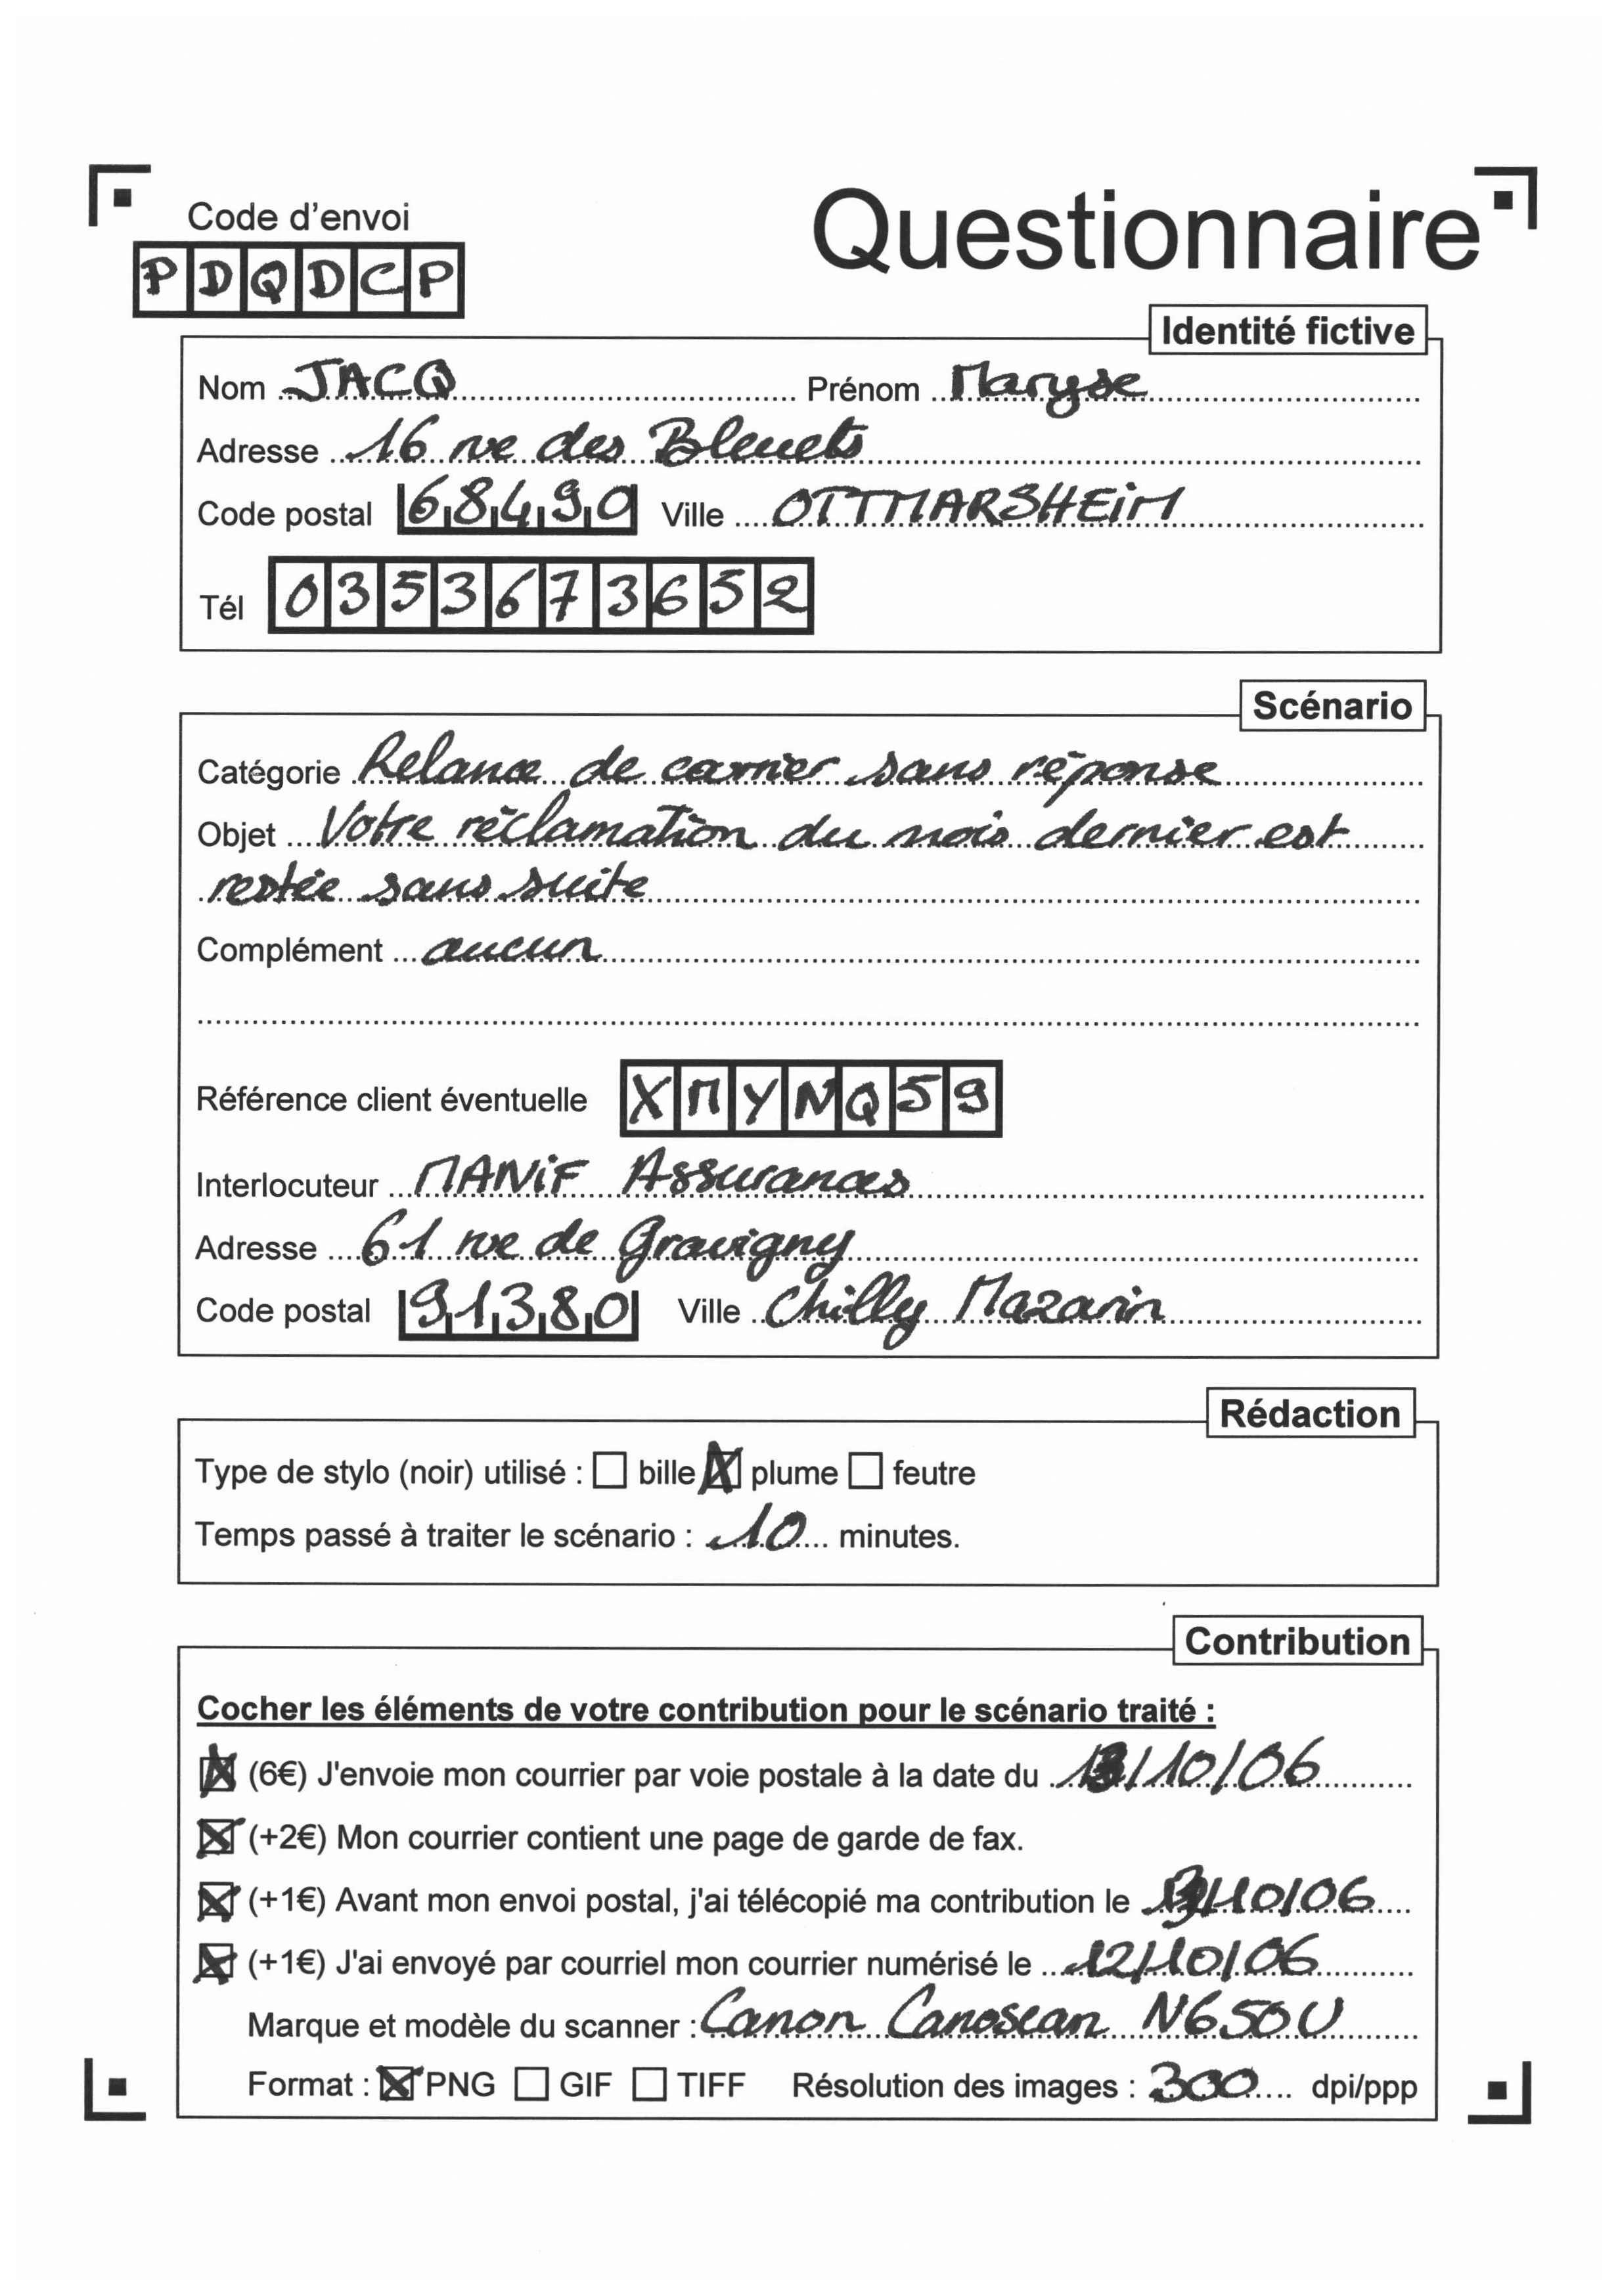 Code d'envoi
Questionnaire
PDQDCP
Identité fictive
Nom JACQ Prénom Maryse
Adresse 16 rue des Bleuets
Code postal 68490 Ville OTTMARSHEIM
Tél 0353673652
Scénario
Catégorie Relance de courrier sans réponse
Objet Votre réclamation du mois dernier est
restée sans suite
Complément aucun
Référence client éventuelle XMYNQ59
Interlocuteur MANIF Assurances
Adresse 61 rue de Gravigny
Code postal 91380 Ville Chilly Mazarin
Rédaction
Type de stylo (noir) utilisé : bille plume feutre
Temps passé à traiter le scénario : 10 minutes.
Contribution
Cocher les éléments de votre contribution pour le scénario traité :
(6€) J'envoie mon courrier par voie postale à la date du 13/10/06
(+2€) Mon courrier contient une page de garde de fax.
(+1€) Avant mon envoi postal, j'ai télécopié ma contribution le 13/10/06
(+1€) J'ai envoyé par courriel mon courrier numérisé le 12/10/06
Marque et modèle du scanner : Canon Canoscan N650U
Format : PNG GIF TIFF Résolution des images : 300 dpi/ppp